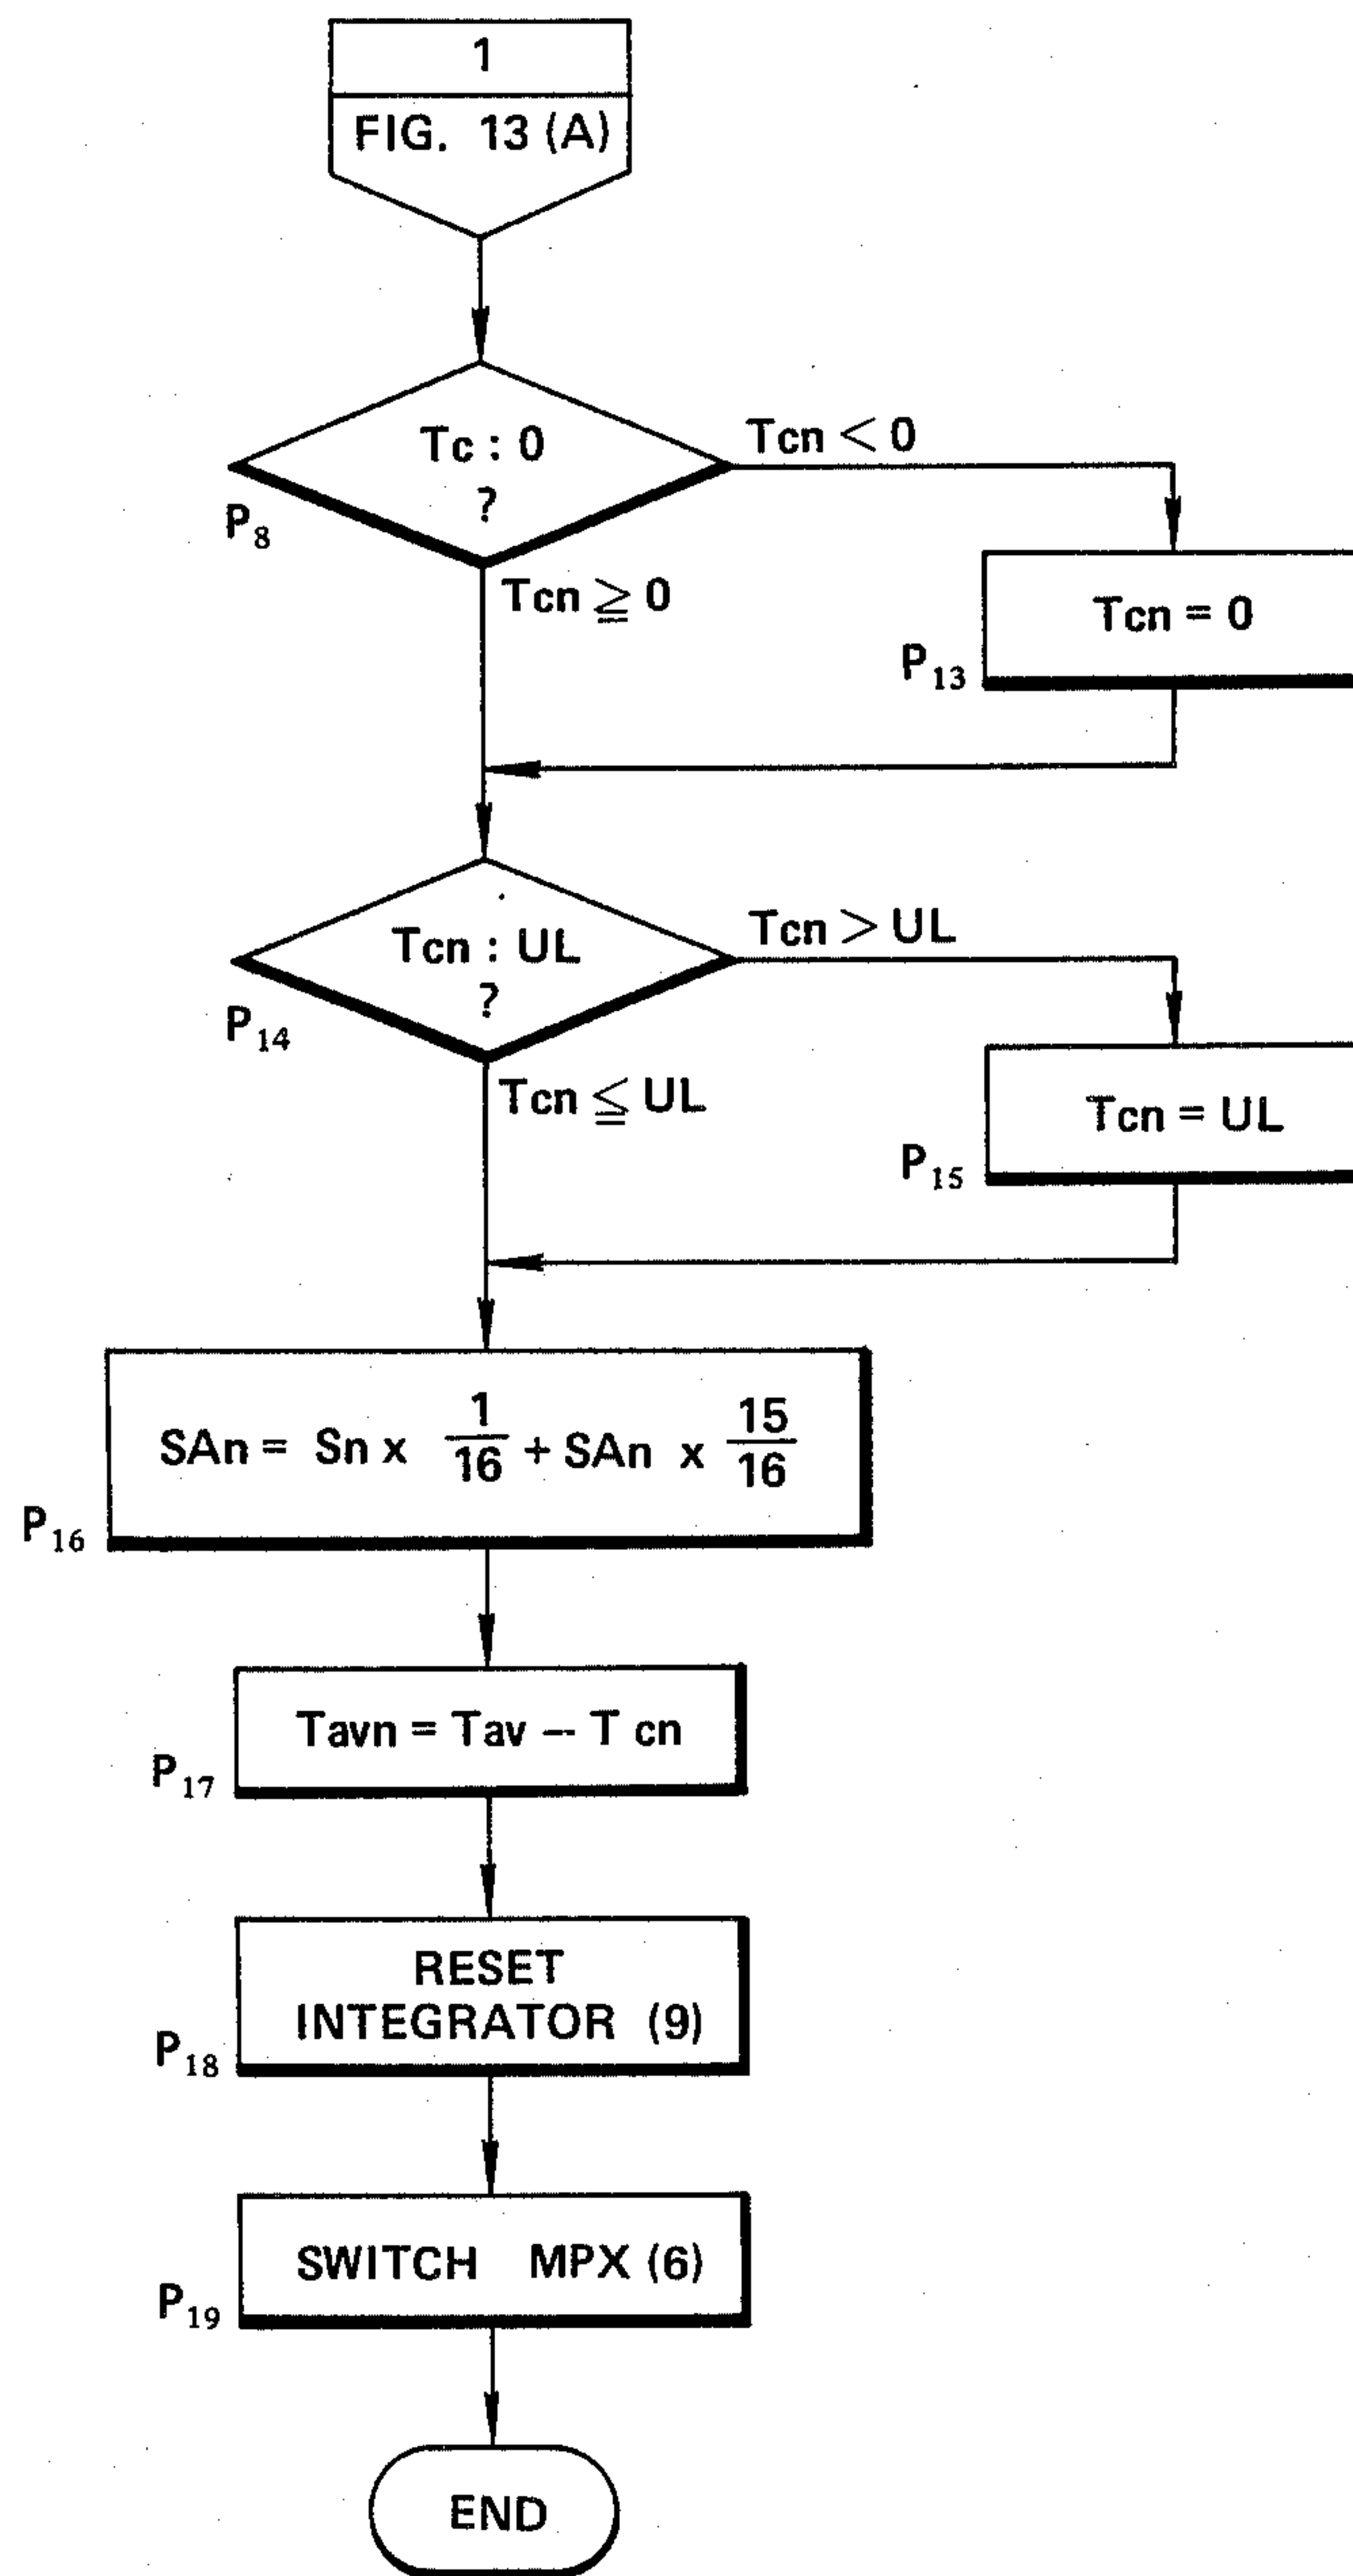 1
FIG. 13 (A)
Tc : 0
?
Tcn < 0
P8
Tcn ≧ 0
Tcn = 0
P13
Tcn : UL
?
Tcn > UL
P14
Tcn ≦ UL
Tcn = UL
P15
SAn = Sn x 1/16 + SAn x 15/16
P16
Tavn = Tav – T cn
P17
RESET
INTEGRATOR (9)
P18
SWITCH MPX (6)
P19
END